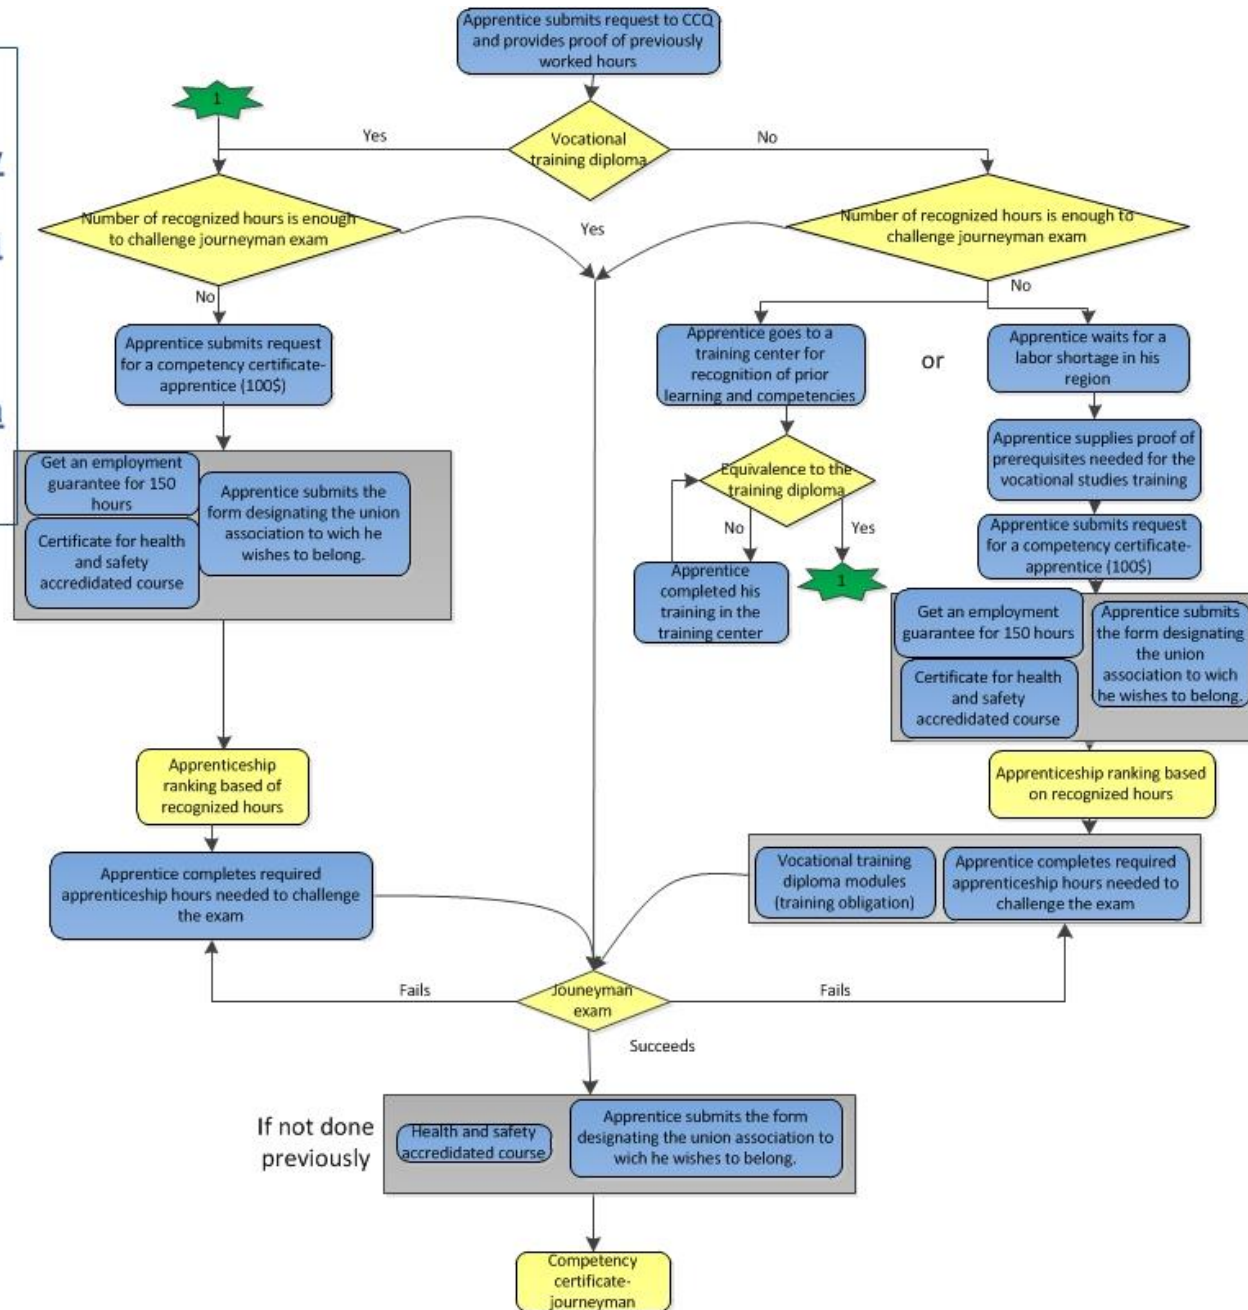 Apprentice submits request to CCQ
and provides proof of previously
worked hours
1
Yes
Vocational
training diploma
No
Number of recognized hours is enough
to challenge journeyman exam
Yes
Number of recognized hours is enough to
challenge journeyman exam
No
No
Apprentice submits request
for a competency certificate-
apprentice (100$)
Apprentice goes to a
training center for
recognition of prior
learning and competencies
or
Apprentice waits for a
labor shortage in his
region
Apprentice supplies proof of
prerequisites needed for the
vocational studies training
Equivalence to the
training diploma
No
Yes
Apprentice
completed his
training in the
training center
1
Apprentice submits request
for a competency certificate-
apprentice (100$)
Get an employment
guarantee for 150
hours
Apprentice submits the
form designating the union
association to wich he
wishes to belong.
Certificate for health
and safety
accredidated course
Get an employment
guarantee for 150 hours
Apprentice submits
the form designating
the union
association to wich
he wishes to belong.
Certificate for health
and safety
accredidated course
Apprenticeship
ranking based of
recognized hours
Apprenticeship ranking based
on recognized hours
Apprentice completes required
apprenticeship hours needed to challenge
the exam
Vocational training
diploma modules
(training obligation)
Apprentice completes required
apprenticeship hours needed to
challenge the exam
Fails
Jouneyman
exam
Fails
Succeeds
If not done
previously
Health and safety
accredidated course
Apprentice submits the form
designating the union association to
wich he wishes to belong.
Competency
certificate-
journeyman